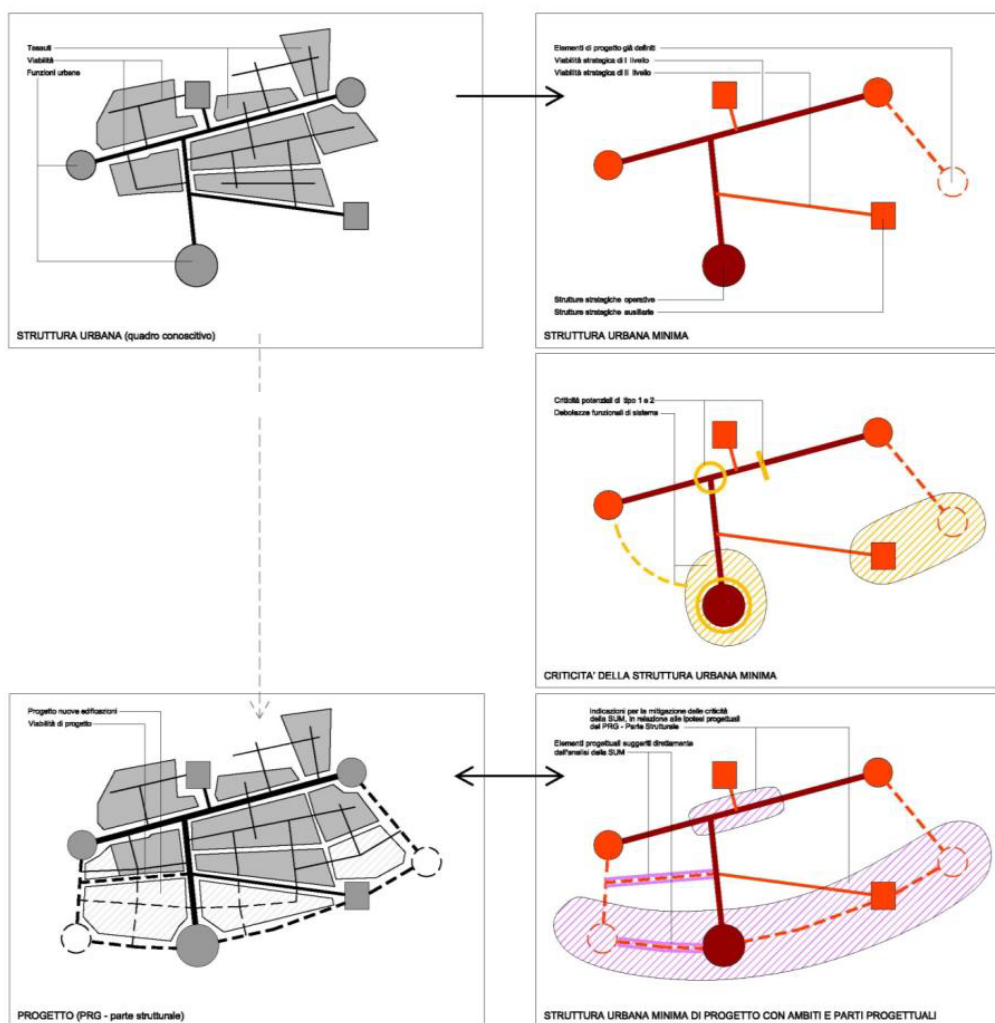 Tessuti
Viabilità
Funzioni urbane
STRUTTURA URBANA (quadro conoscitivo)
Elementi di progetto già definiti
Viabilità strategica di I livello
Viabilità strategica di II livello
Strutture strategiche operative
Strutture strategiche ausiliarie
STRUTTURA URBANA MINIMA
Criticità potenziali di tipo 1 e 2
Debolezze funzionali di sistema
CRITICITA' DELLA STRUTTURA URBANA MINIMA
Progetto nuove edificazioni
Viabilità di progetto
PROGETTO (PRG - parte strutturale)
Indicazioni per la mitigazione delle criticità
della SUM, in relazione alle ipotesi progettuali
del PRG - Parte Strutturale
Elementi progettuali suggeriti direttamente
dall'analisi della SUM
STRUTTURA URBANA MINIMA DI PROGETTO CON AMBITI E PARTI PROGETTUALI